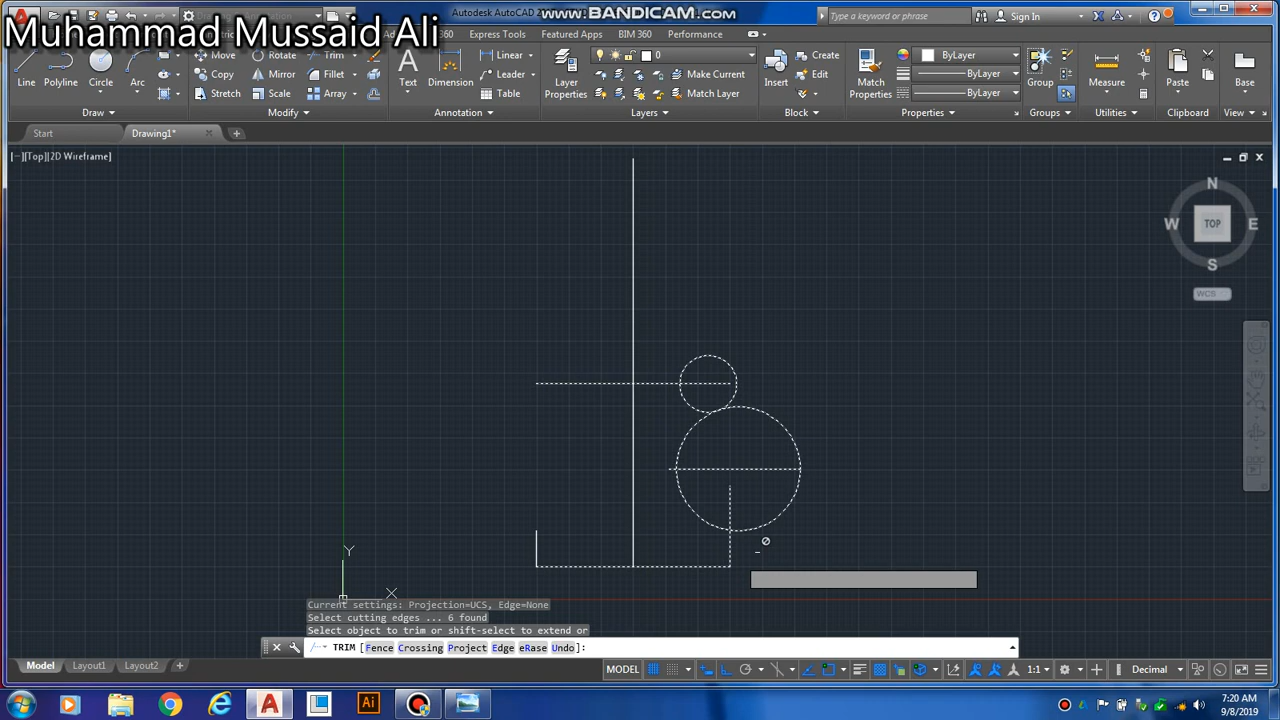 Autodesk AutoCAD 2
www.BANDICAM.com
Type a keyword or phrase
Sign In
Muhammad Mussaid Ali
360
Express Tools
Featured Apps
BIM 360
Performance
Move
Rotate
Trim
Linear
0
Create
ByLayer
Copy
Mirror
Fillet
Leader
Make Current
Edit
ByLayer
Line
Polyline
Circle
Arc
Text
Dimension
Layer Properties
Insert
Match Properties
Group
Measure
Paste
Base
Stretch
Scale
Array
Table
Match Layer
ByLayer
Draw
Modify
Annotation
Layers
Block
Properties
Groups
Utilities
Clipboard
View
Start
Drawing1*
[−][Top][2D Wireframe]
N
W
TOP
E
S
WCS
Y
X
Current settings: Projection=UCS, Edge=None
Select cutting edges ... 6 found
Select object to trim or shift-select to extend or
TRIM [Fence Crossing Project Edge eRase Undo]:
Model
Layout1
Layout2
MODEL
1:1
Decimal
Ai
7:20 AM
9/8/2019